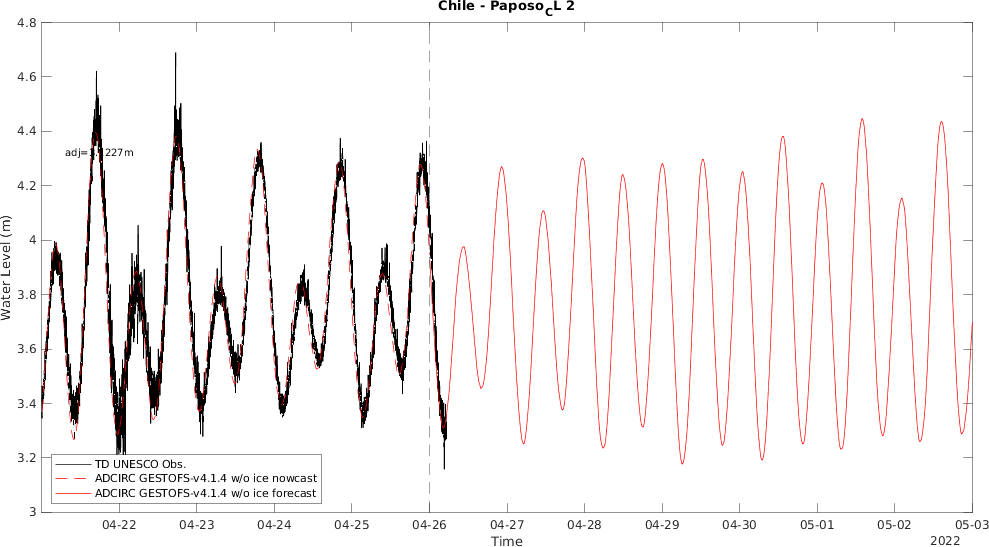 Chile - Paposo_CL 2
Water Level (m)
4.8
4.6
4.4
4.2
4
3.8
3.6
3.4
3.2
3
227m
TD UNESCO Obs.
ADCIRC GESTOFS-v4.1.4 w/o ice nowcast
ADCIRC GESTOFS-v4.1.4 w/o ice forecast
04-22 04-23 04-24 04-25 04-26 04-27 04-28 04-29 04-30 05-01 05-02 05-03
Time
2022